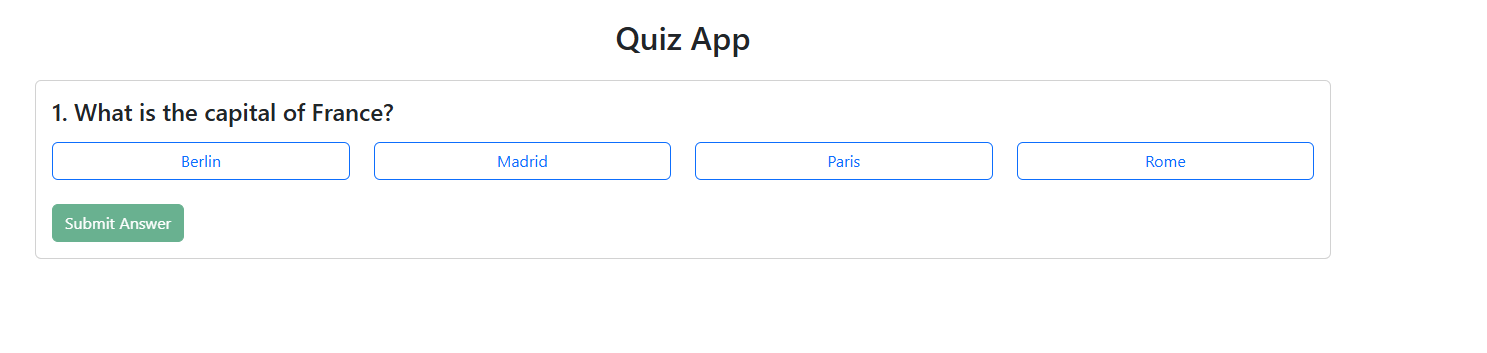 Quiz App
1. What is the capital of France?
Berlin Madrid Paris Rome
Submit Answer